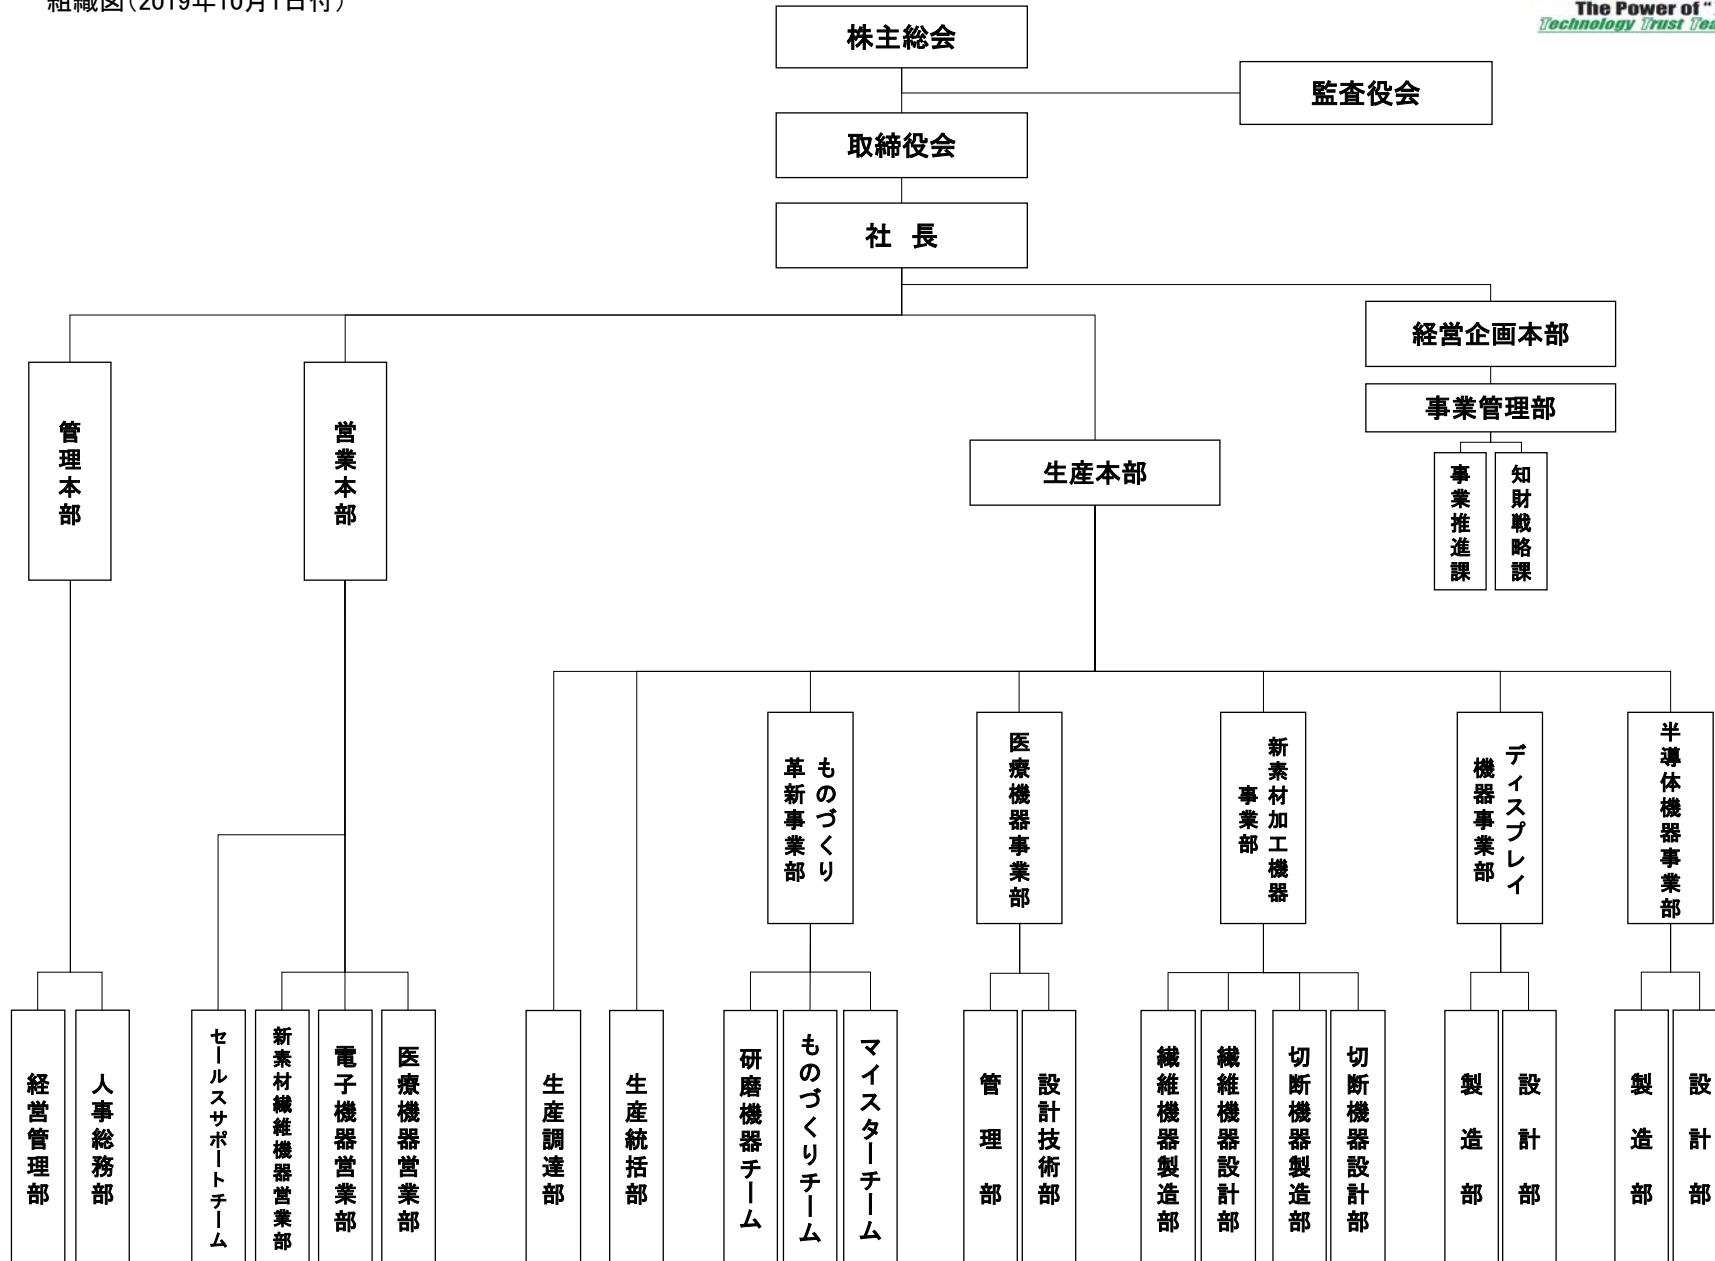 組織図(2019年10月1日付)
The Power of "
Technology Trust
株主総会
監査役会
取締役会
社 長
経営企画本部
事業管理部
事業推進課
知財戦略課
管理本部
営業本部
生産本部
ものづくり
革新事業部
医療機器事業部
新素材加工機器
事業部
ディスプレイ
機器事業部
半導体機器事業部
経営管理部
人事総務部
セールスサポートチーム
新素材繊維機器営業部
電子機器営業部
医療機器営業部
生産調達部
生産統括部
研磨機器チーム
ものづくりチーム
マイスターチーム
管理部
設計技術部
繊維機器製造部
繊維機器設計部
切断機器製造部
切断機器設計部
製造部
設計部
製造部
設計部